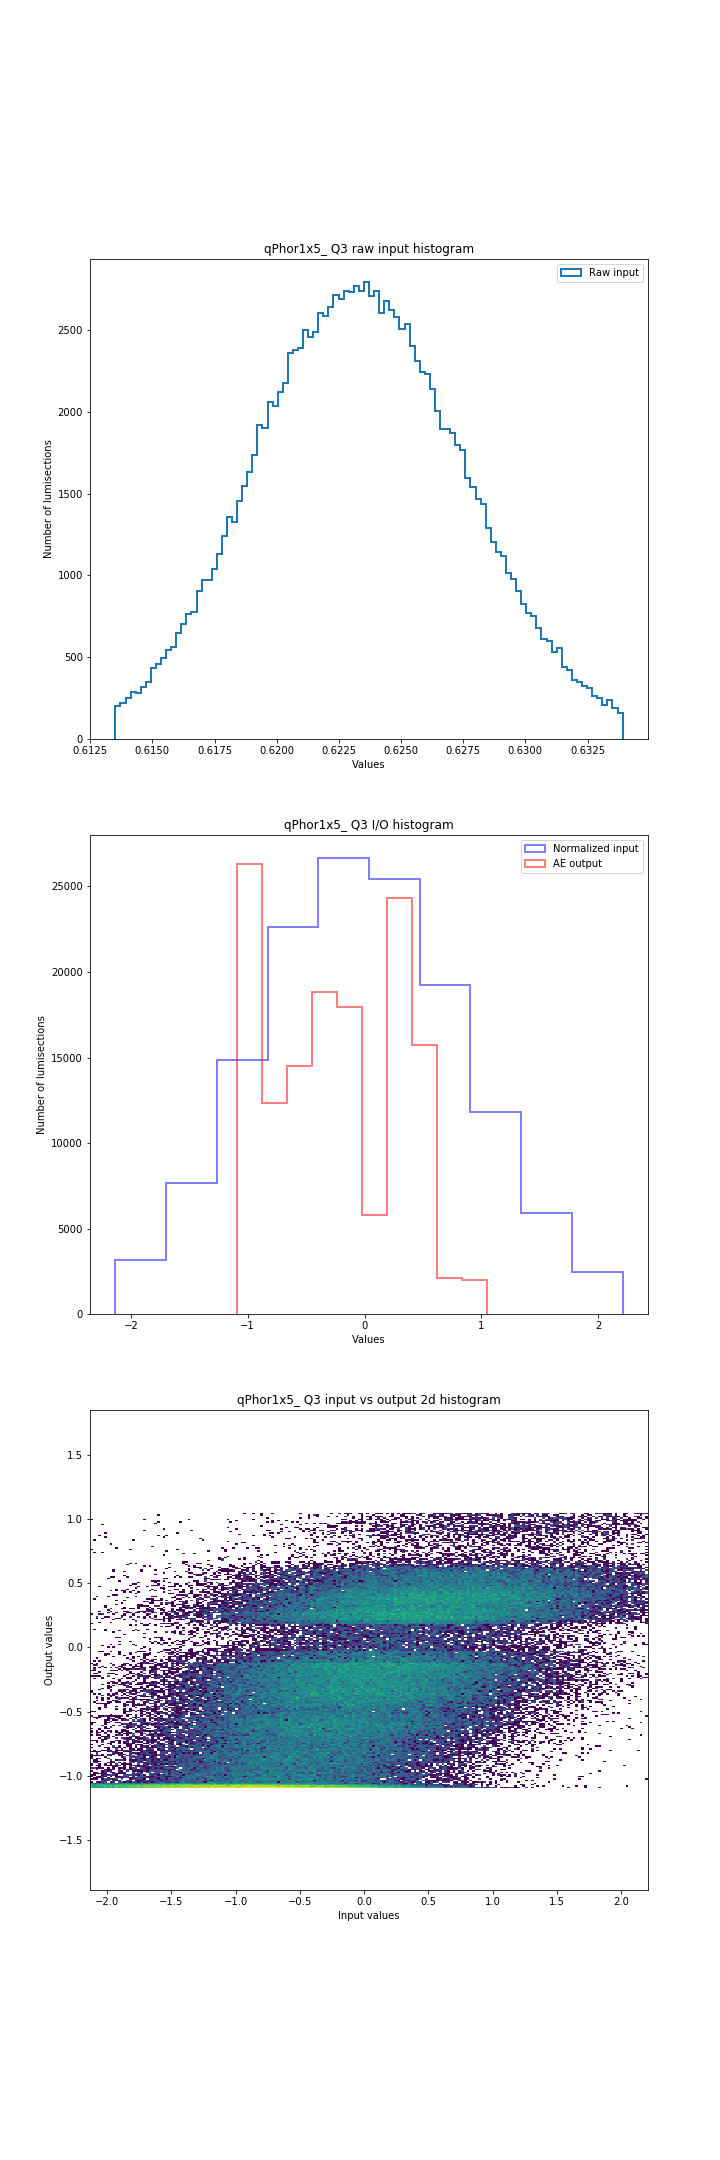 qPhor1x5_ Q3 raw input histogram
Raw input
2500
2000
1500
1000
500
0
Number of lumisections
0.6125 0.6150 0.6175 0.6200 0.6225 0.6250 0.6275 0.6300 0.6325
Values
qPhor1x5_ Q3 I/O histogram
Normalized input
AE output
25000
20000
15000
10000
5000
0
Number of lumisections
−2 −1 0 1 2
Values
qPhor1x5_ Q3 input vs output 2d histogram
1.5
1.0
0.5
0.0
−0.5
−1.0
−1.5
Output values
−2.0 −1.5 −1.0 −0.5 0.0 0.5 1.0 1.5 2.0
Input values